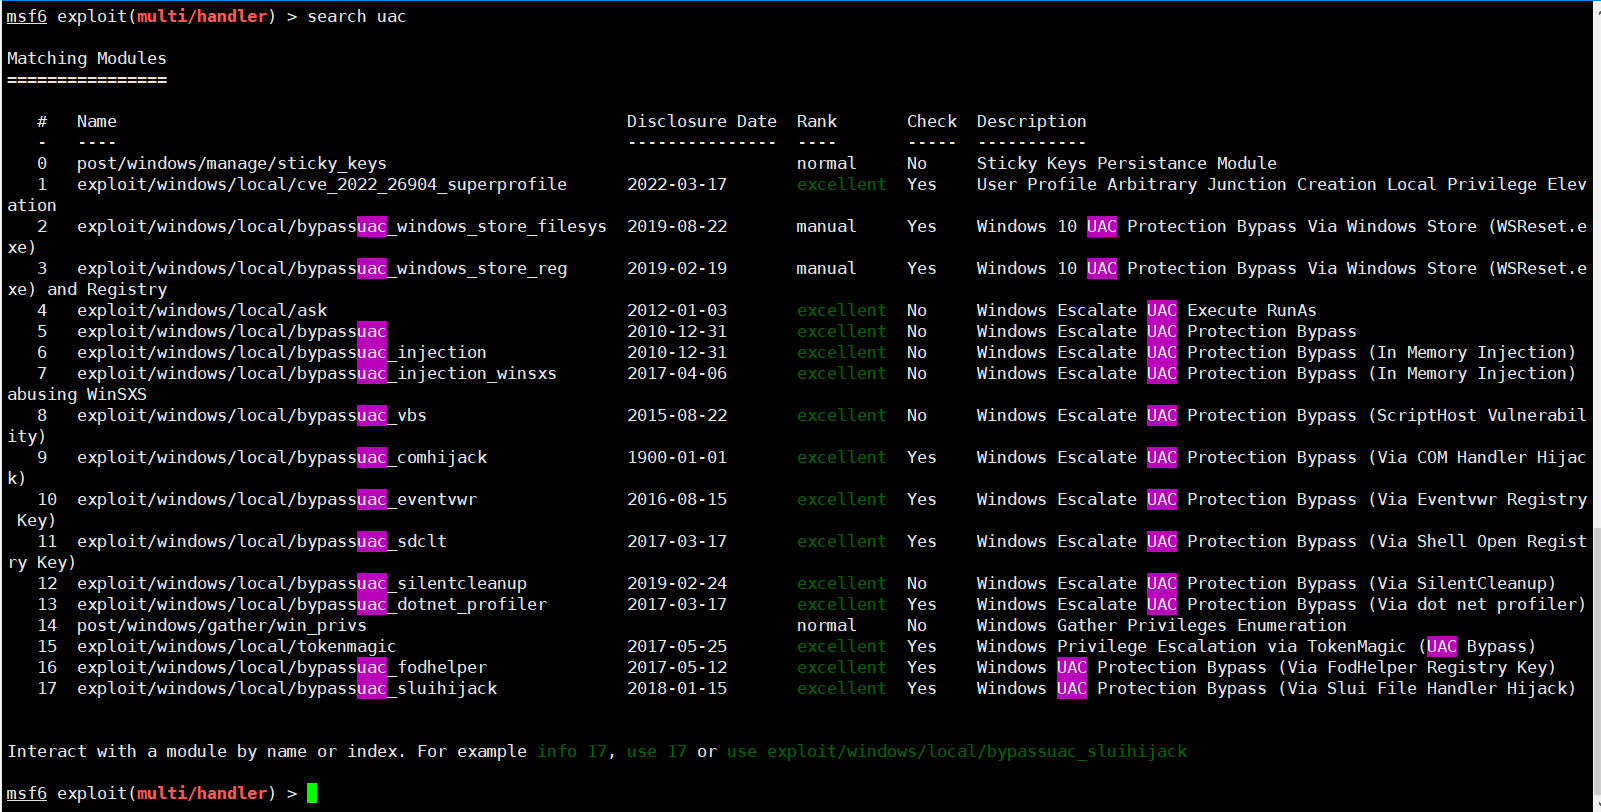 msf6 exploit(multi/handler) > search uac
Matching Modules
================
#   Name                                                   Disclosure Date  Rank       Check  Description
-   ----                                                   ---------------  ----       -----  -----------
0   post/windows/manage/sticky_keys                                         normal     No     Sticky Keys Persistance Module
1   exploit/windows/local/cve_2022_26904_superprofile      2022-03-17       excellent  Yes    User Profile Arbitrary Junction Creation Local Privilege Elev
ation
2   exploit/windows/local/bypassuac_windows_store_filesys  2019-08-22       manual     Yes    Windows 10 UAC Protection Bypass Via Windows Store (WSReset.e
xe)
3   exploit/windows/local/bypassuac_windows_store_reg      2019-02-19       manual     Yes    Windows 10 UAC Protection Bypass Via Windows Store (WSReset.e
xe) and Registry
4   exploit/windows/local/ask                              2012-01-03       excellent  No     Windows Escalate UAC Execute RunAs
5   exploit/windows/local/bypassuac                        2010-12-31       excellent  No     Windows Escalate UAC Protection Bypass
6   exploit/windows/local/bypassuac_injection              2010-12-31       excellent  No     Windows Escalate UAC Protection Bypass (In Memory Injection)
7   exploit/windows/local/bypassuac_injection_winsxs       2017-04-06       excellent  No     Windows Escalate UAC Protection Bypass (In Memory Injection)
abusing WinSXS
8   exploit/windows/local/bypassuac_vbs                    2015-08-22       excellent  No     Windows Escalate UAC Protection Bypass (ScriptHost Vulnerabil
ity)
9   exploit/windows/local/bypassuac_comhijack              1900-01-01       excellent  Yes    Windows Escalate UAC Protection Bypass (Via COM Handler Hijac
k)
10  exploit/windows/local/bypassuac_eventvwr               2016-08-15       excellent  Yes    Windows Escalate UAC Protection Bypass (Via Eventvwr Registry
Key)
11  exploit/windows/local/bypassuac_sdclt                  2017-03-17       excellent  Yes    Windows Escalate UAC Protection Bypass (Via Shell Open Regist
ry Key)
12  exploit/windows/local/bypassuac_silentcleanup          2019-02-24       excellent  No     Windows Escalate UAC Protection Bypass (Via SilentCleanup)
13  exploit/windows/local/bypassuac_dotnet_profiler        2017-03-17       excellent  Yes    Windows Escalate UAC Protection Bypass (Via dot net profiler)
14  post/windows/gather/win_privs                                           normal     No     Windows Gather Privileges Enumeration
15  exploit/windows/local/tokenmagic                       2017-05-25       excellent  Yes    Windows Privilege Escalation via TokenMagic (UAC Bypass)
16  exploit/windows/local/bypassuac_fodhelper              2017-05-12       excellent  Yes    Windows UAC Protection Bypass (Via FodHelper Registry Key)
17  exploit/windows/local/bypassuac_sluihijack             2018-01-15       excellent  Yes    Windows UAC Protection Bypass (Via Slui File Handler Hijack)
Interact with a module by name or index. For example info 17, use 17 or use exploit/windows/local/bypassuac_sluihijack
msf6 exploit(multi/handler) >